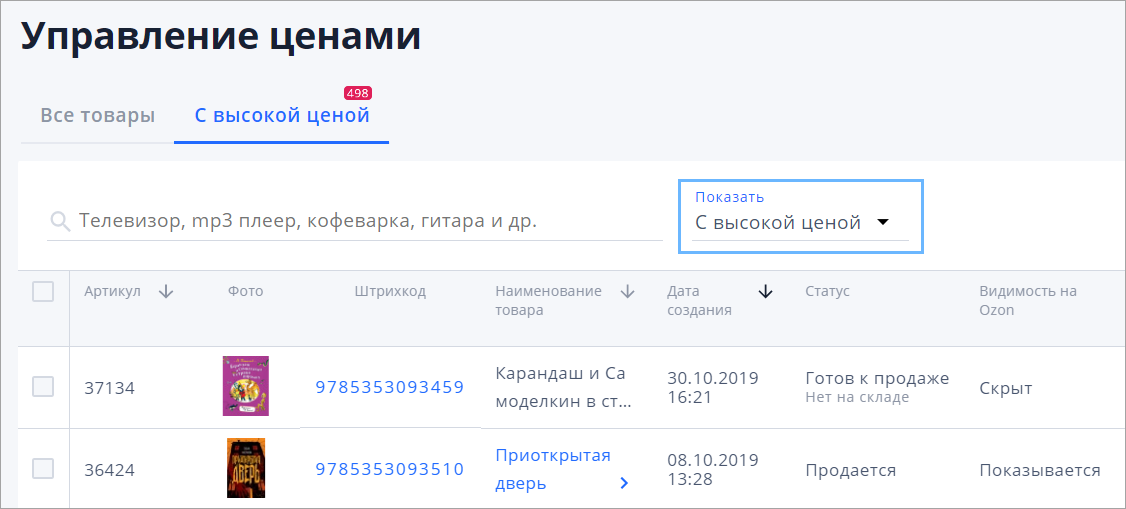 Управление ценами
498
Все товары
С высокой ценой
Показать
Телевизор, mp3 плеер, кофеварка, гитара и др.
С высокой ценой
Артикул
Фото
Штрихкод
Наименование
товара
Дата
создания
Статус
Видимость на
Ozon
37134
9785353093459
Карандаш и Са
моделкин в ст...
30.10.2019
16:21
Готов к продаже
Нет на складе
Скрыт
36424
ДВЕРЬ
9785353093510
Приоткрытая
дверь
08.10.2019
13:28
Продается
Показывается